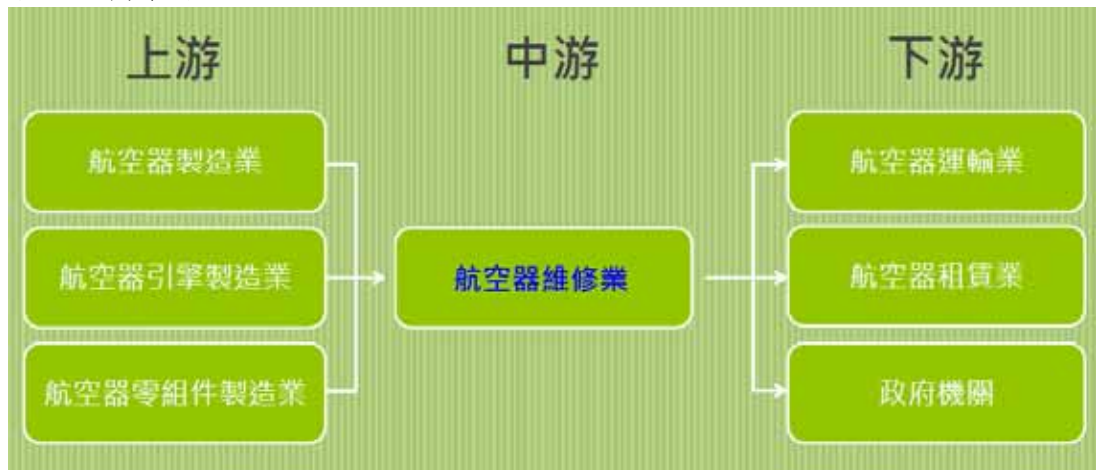 上游
中游
下游
航空器製造業
航空器引擎製造業
航空器零組件製造業
航空器維修業
航空器運輸業
航空器租賃業
政府機關